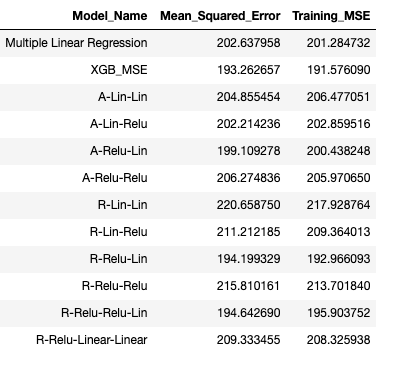 Model_Name Mean_Squared_Error Training_MSE
Multiple Linear Regression 202.637958 201.284732
XGB_MSE 193.262657 191.576090
A-Lin-Lin 204.855454 206.477051
A-Lin-Relu 202.214236 202.859516
A-Relu-Lin 199.109278 200.438248
A-Relu-Relu 206.274836 205.970650
R-Lin-Lin 220.658750 217.928764
R-Lin-Relu 211.212185 209.364013
R-Relu-Lin 194.199329 192.966093
R-Relu-Relu 215.810161 213.701840
R-Relu-Relu-Lin 194.642690 195.903752
R-Relu-Linear-Linear 209.333455 208.325938